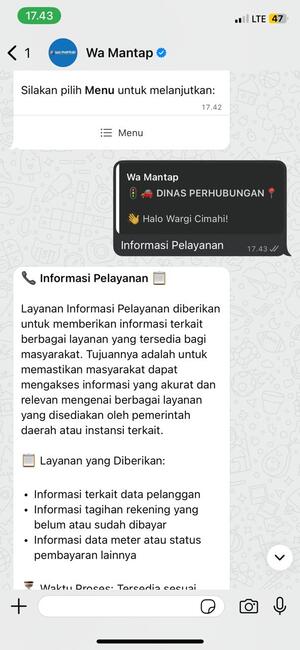 17.43
LTE 47
1
Wa Mantap
Silakan pilih Menu untuk melanjutkan:
17.42
Menu
Wa Mantap
🚦 🚗 DINAS PERHUBUNGAN📍
👋 Halo Wargi Cimahi!
Informasi Pelayanan
17.43
📞 Informasi Pelayanan 📋
Layanan Informasi Pelayanan diberikan
untuk memberikan informasi terkait
berbagai layanan yang tersedia bagi
masyarakat. Tujuannya adalah untuk
memastikan masyarakat dapat
mengakses informasi yang akurat dan
relevan mengenai berbagai layanan
yang disediakan oleh pemerintah
daerah atau instansi terkait.
📋 Layanan yang Diberikan:
• Informasi terkait data pelanggan
• Informasi tagihan rekening yang
belum atau sudah dibayar
• Informasi data meter atau status
pembayaran lainnya
⏳ Waktu Proses: Tersedia sesuai